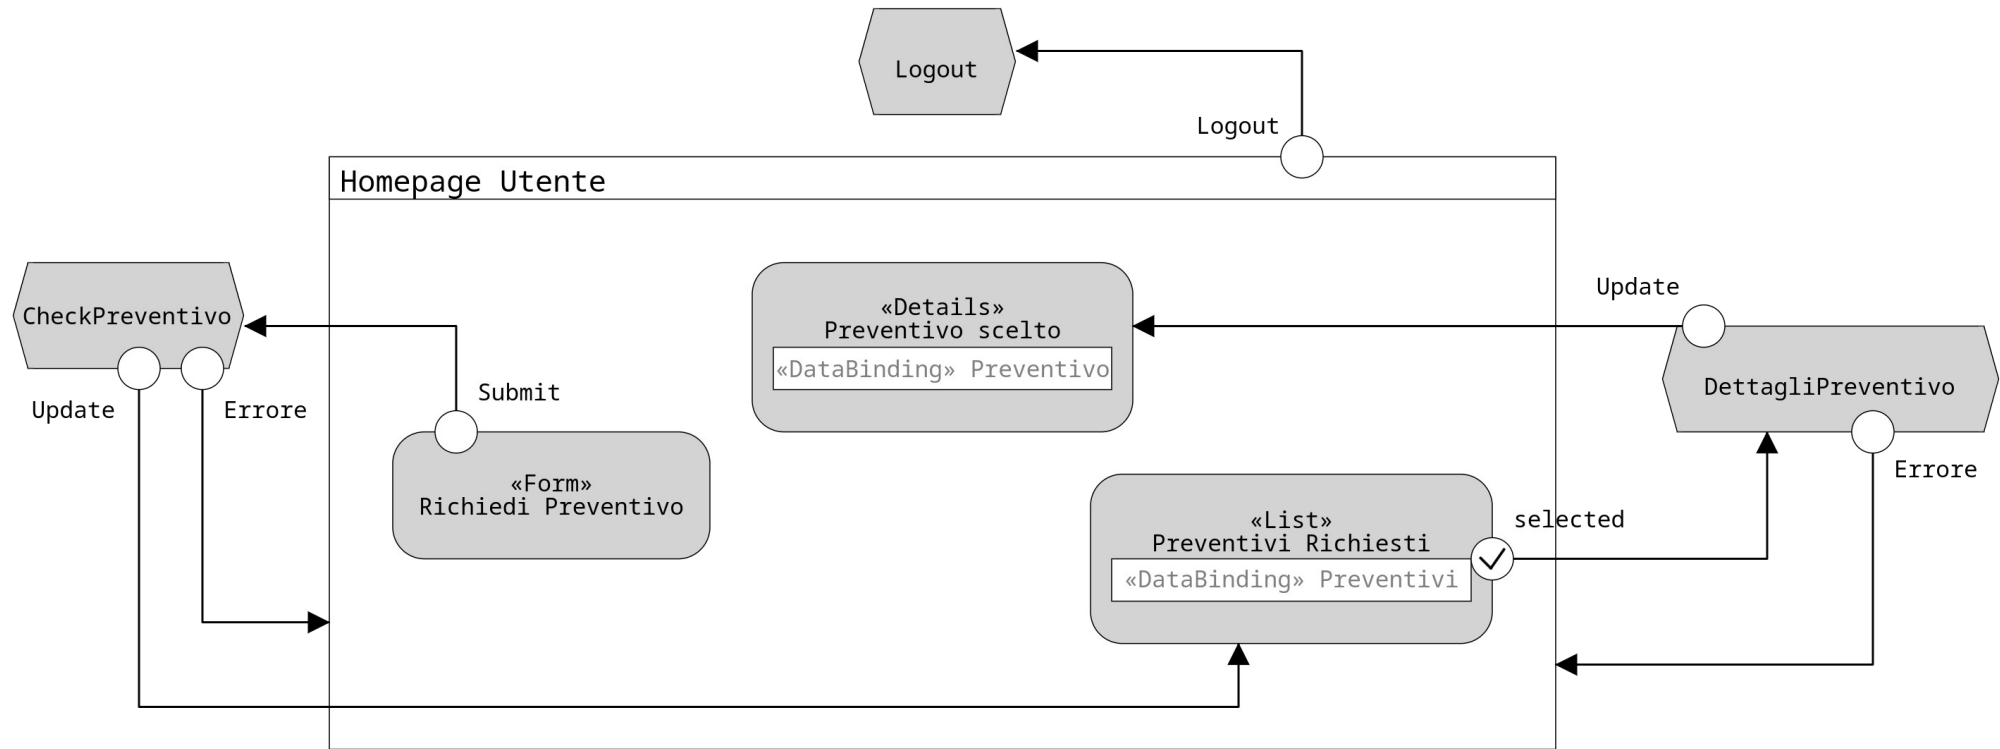 Logout
Logout
Homepage Utente
CheckPreventivo
Update
Errore
Submit
«Form»
Richiedi Preventivo
«Details»
Preventivo scelto
«DataBinding» Preventivo
Update
DettagliPreventivo
Errore
«List»
Preventivi Richiesti
«DataBinding» Preventivi
selected